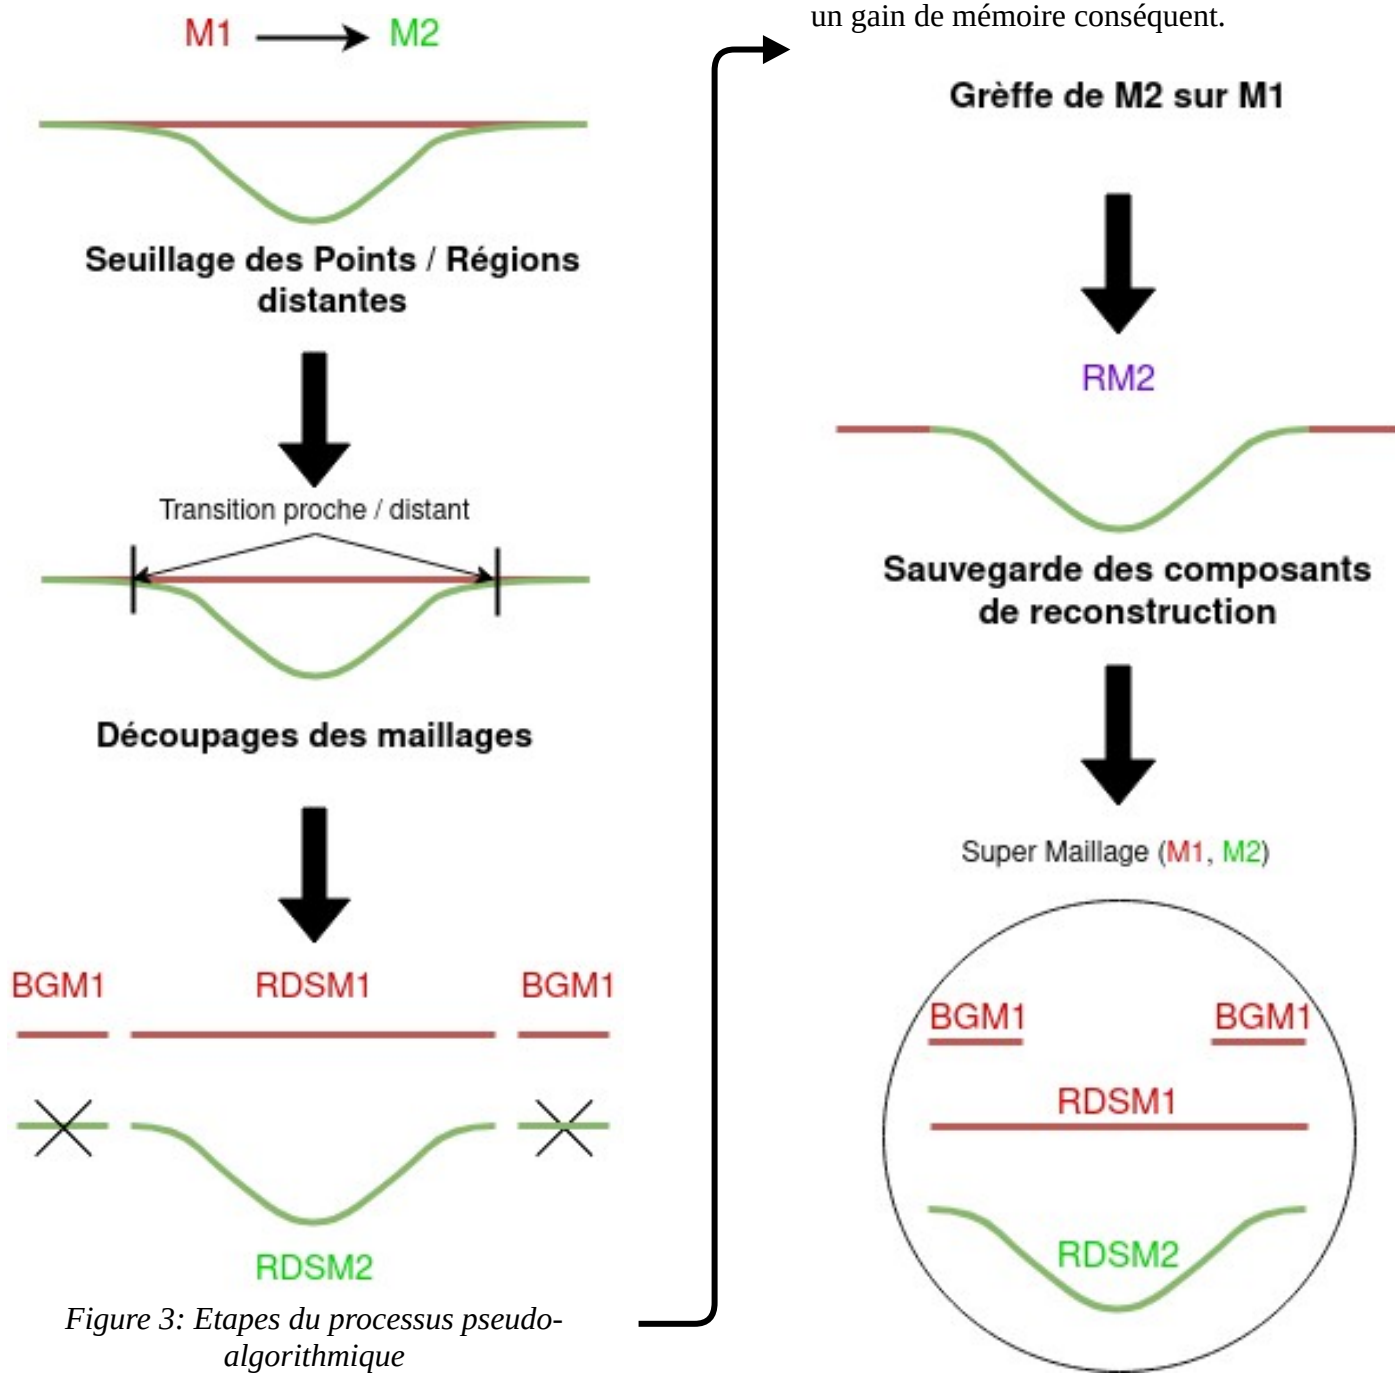 M1 M2
Seuillage des Points / Régions
distantes
Transition proche / distant
Découpages des maillages
BGM1 RDSM1 BGM1
RDSM2
Figure 3: Etapes du processus pseudo-
algorithmique
un gain de mémoire conséquent.
Grèffe de M2 sur M1
RM2
Sauvegarde des composants
de reconstruction
Super Maillage (M1, M2)
BGM1 BGM1
RDSM1
RDSM2